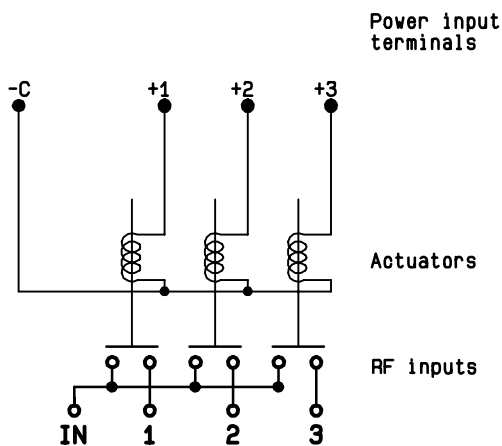 Power input
terminals
-C +1 +2 +3
Actuators
RF inputs
IN 1 2 3